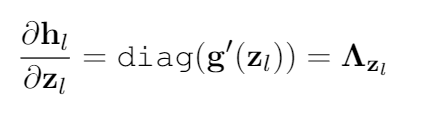 ∂h_l/∂z_l = diag(g′(z_l)) = Λ_{z_l}